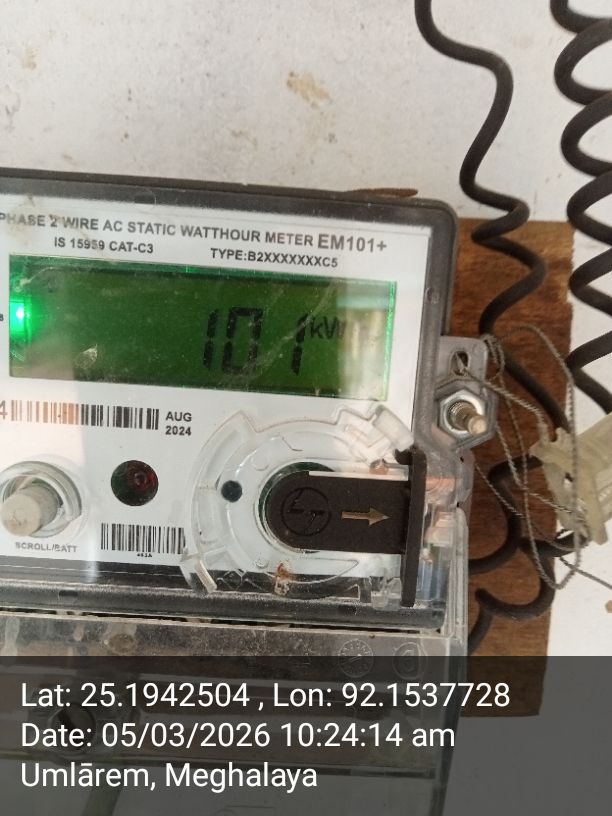 PHASE 2 WIRE AC STATIC WATTHOUR METER EM101+
IS 15959 CAT-C3 TYPE:B2XXXXXXXC5
101 kW
4
AUG
2024
SCROLL/BATT
Lat: 25.1942504 , Lon: 92.1537728
Date: 05/03/2026 10:24:14 am
Umlārem, Meghalaya